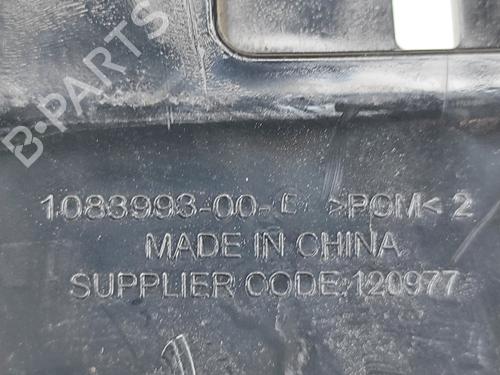 B-PARTS
1083993-00- >POM< 2
MADE IN CHINA
SUPPLIER CODE:120977